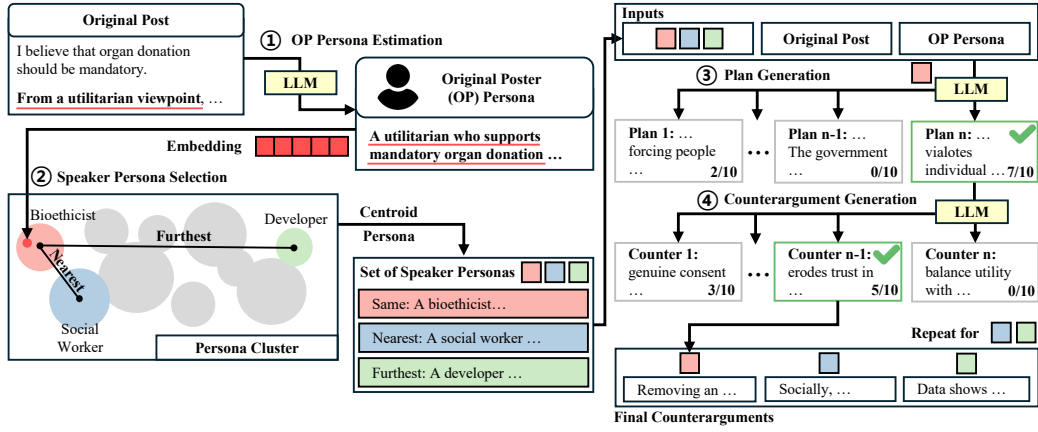 Original Post
I believe that organ donation
should be mandatory.
From a utilitarian viewpoint, …
① OP Persona Estimation
LLM
Original Poster
(OP) Persona
A utilitarian who supports
mandatory organ donation …
Embedding
② Speaker Persona Selection
Bioethicist
Developer
Furthest
Nearest
Social
Worker
Persona Cluster
Centroid
Persona
Set of Speaker Personas
Same: A bioethicist…
Nearest: A social worker …
Furthest: A developer …
Inputs
Original Post
OP Persona
③ Plan Generation
LLM
Plan 1: …
forcing people
…
2/10
…
Plan n-1: …
The government
…
0/10
Plan n: …
vialotes
individual …
7/10
④ Counterargument Generation
LLM
Counter 1:
genuine consent
…
3/10
…
Counter n-1:
erodes trust in
…
5/10
Counter n:
balance utility
with …
0/10
Repeat for
Removing an …
Socially, …
Data shows …
Final Counterarguments